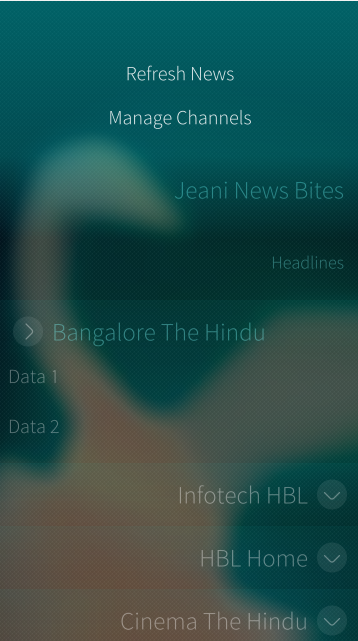 Refresh News
Manage Channels
Jeani News Bites
Headlines
Bangalore The Hindu
Data 1
Data 2
Infotech HBL
HBL Home
Cinema The Hindu